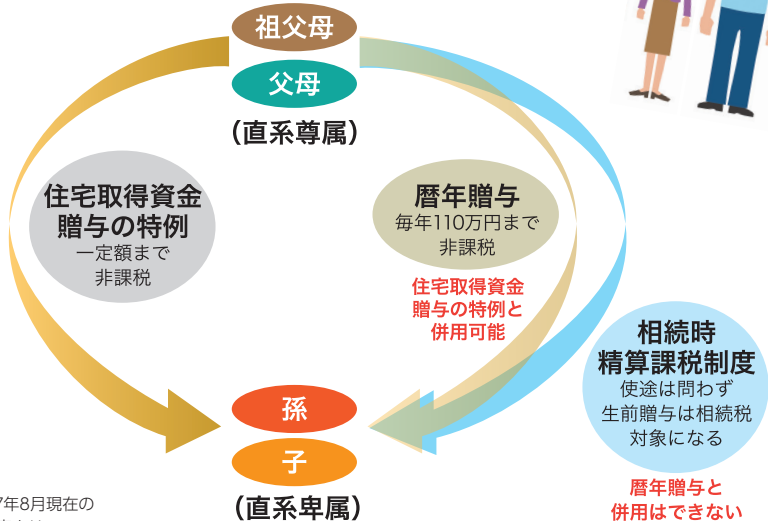 祖父母
父母
（直系尊属）
住宅取得資金
贈与の特例
一定額まで
非課税
暦年贈与
毎年110万円まで
非課税
住宅取得資金
贈与の特例と
併用可能
相続時
精算課税制度
使途は問わず
生前贈与は相続税
対象になる
暦年贈与と
併用はできない
孫
子
（直系卑属）
7年8月現在の